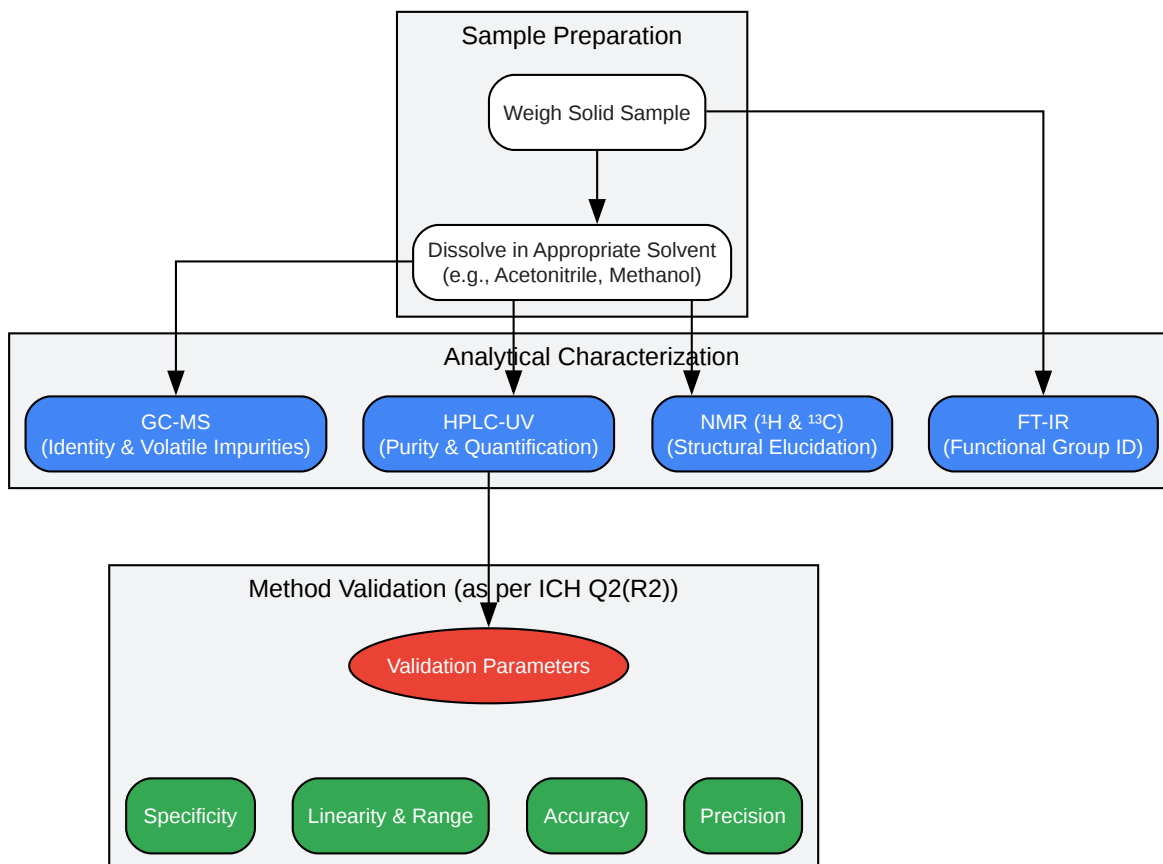 Sample Preparation
Weigh Solid Sample
Dissolve in Appropriate Solvent
(e.g., Acetonitrile, Methanol)
Analytical Characterization
GC-MS
(Identity & Volatile Impurities)
HPLC-UV
(Purity & Quantification)
NMR (¹H & ¹³C)
(Structural Elucidation)
FT-IR
(Functional Group ID)
Method Validation (as per ICH Q2(R2))
Validation Parameters
Specificity
Linearity & Range
Accuracy
Precision